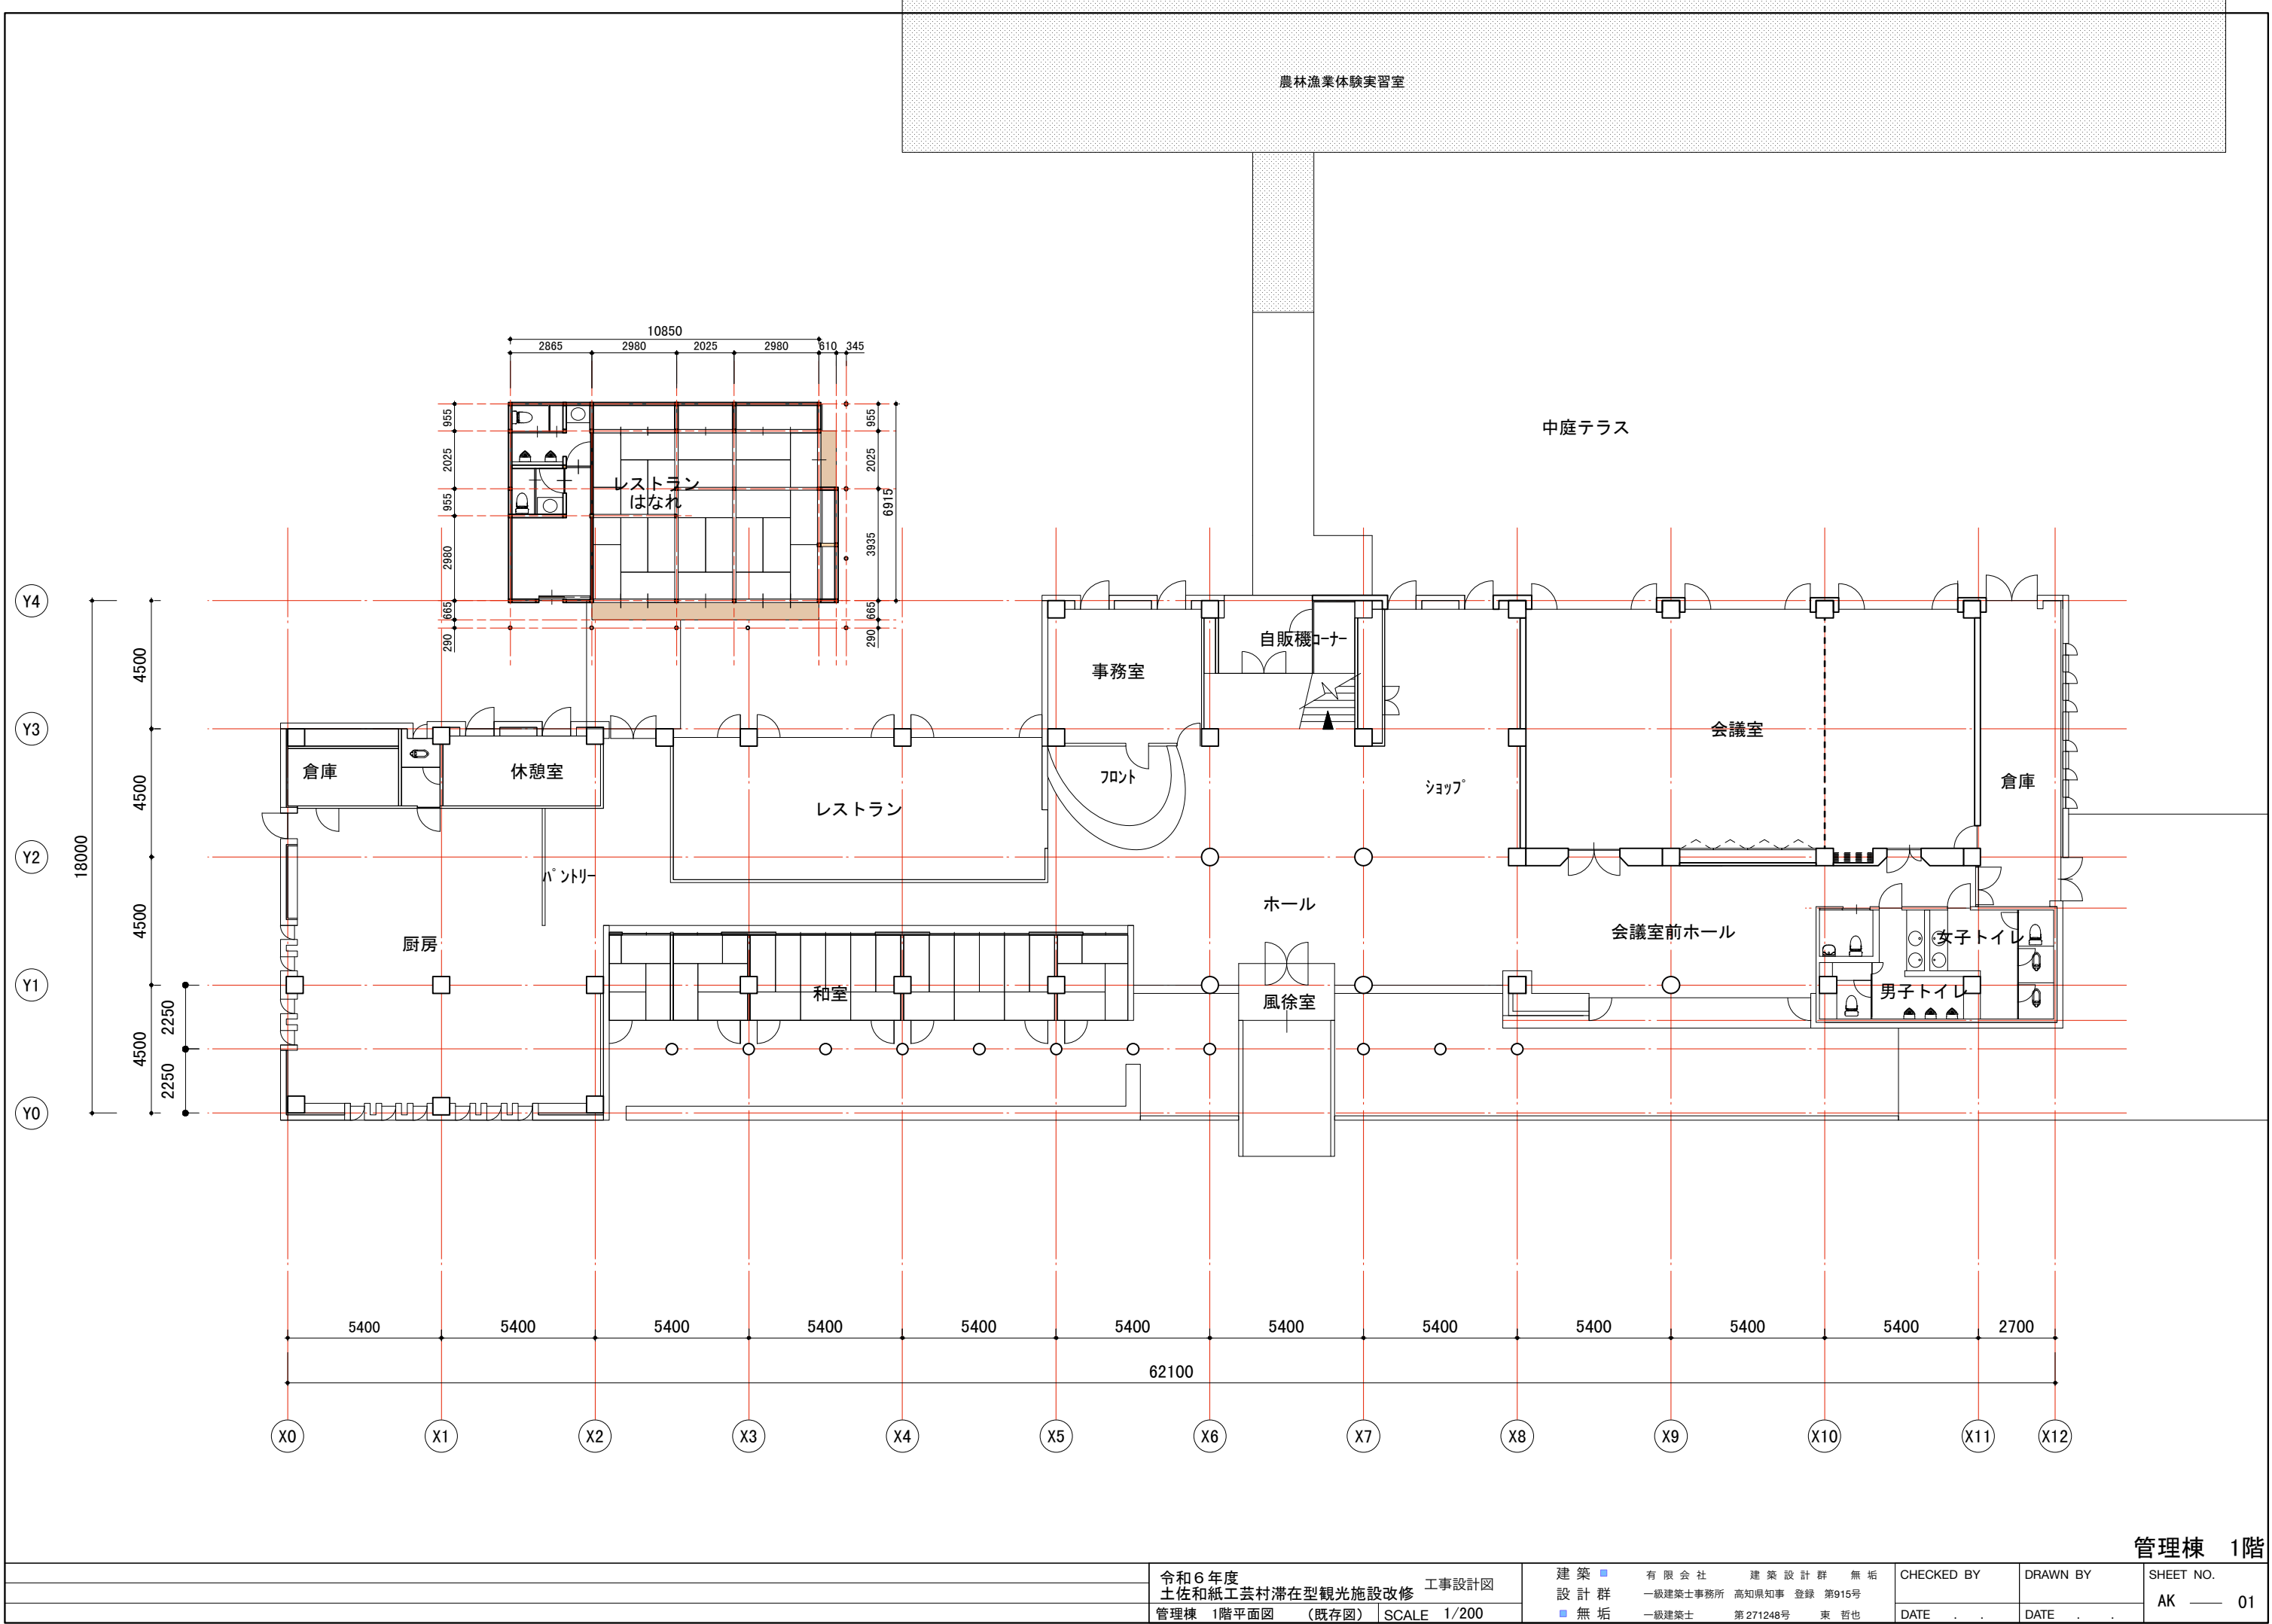 農林漁業体験実習室
10850
2865 2980 2025 2980 610 345
955
2025
955
2980
665
290
955
2025
3935
665
290
6915
レストラン
はなれ
中庭テラス
Y4
Y3
Y2
Y1
Y0
18000
4500
4500
4500
4500
2250
2250
事務室
自販機コーナー
会議室
倉庫
休憩室
フロント
ショップ
倉庫
レストラン
パントリー
ホール
会議室前ホール
女子トイレ
厨房
和室
風徐室
男子トイレ
5400 5400 5400 5400 5400 5400 5400 5400 5400 5400 5400 2700
62100
X0 X1 X2 X3 X4 X5 X6 X7 X8 X9 X10 X11 X12
管理棟 1階
令和6年度
土佐和紙工芸村滞在型観光施設改修 工事設計図
管理棟 1階平面図 (既存図) SCALE 1/200
建築
設計群
無垢
有限会社 建築設計群 無垢
一級建築士事務所 高知県知事 登録 第915号
一級建築士 第271248号 東 哲也
CHECKED BY
DATE . .
DRAWN BY
DATE . .
SHEET NO.
AK 01